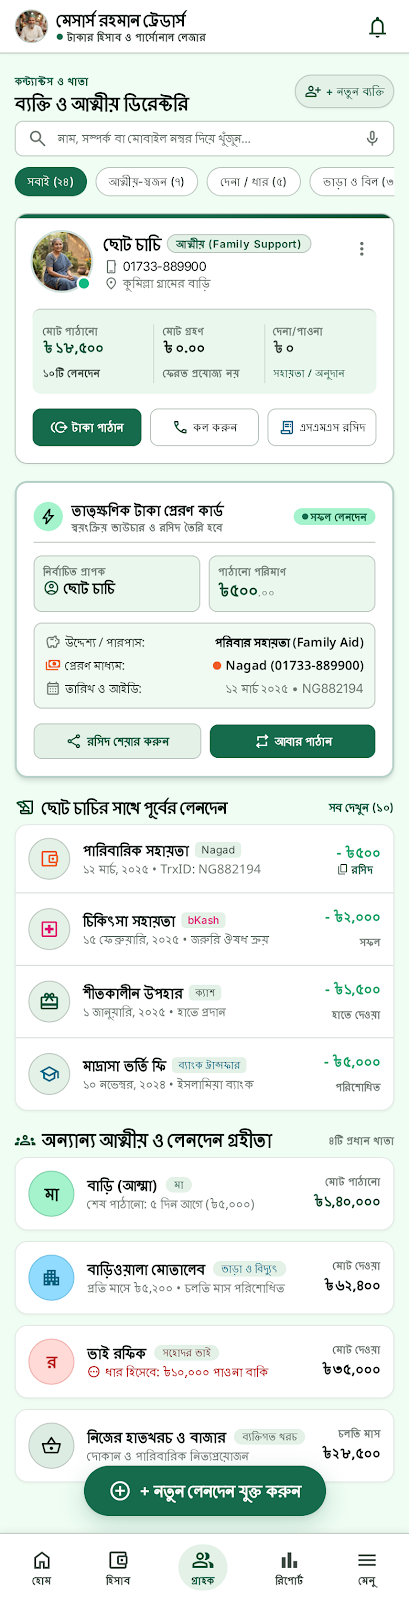 মেসার্স রহমান ট্রেডার্স
টাকার হিসাব ও পার্সোনাল লেজার
কন্ট্যাক্টস ও খাতা
ব্যক্তি ও আত্মীয় ডিরেক্টরি
+ নতুন ব্যক্তি
নাম, সম্পর্ক বা মোবাইল নম্বর দিয়ে খুঁজুন...
সবাই (২৪)
আত্মীয়-স্বজন (৭)
দেনা / ধার (৫)
ভাড়া ও বিল (৩
ছোট চাচি
আত্মীয় (Family Support)
01733-889900
কুমিল্লা গ্রামের বাড়ি
মোট পাঠানো
মোট গ্রহণ
দেনা/পাওনা
৳ ১৮,৫০০
৳ ০.০০
৳ ০
১০টি লেনদেন
ফেরত প্রযোজ্য নয়
সহায়তা / অনুদান
টাকা পাঠান
কল করুন
এসএমএস রসিদ
তাত্ক্ষণিক টাকা প্রেরণ কার্ড
স্বয়ংক্রিয় ভাউচার ও রসিদ তৈরি হবে
সফল লেনদেন
নির্বাচিত প্রাপক
ছোট চাচি
পাঠানো পরিমাণ
৳৫০০.০০
উদ্দেশ্য / পারপাস:
পরিবার সহায়তা (Family Aid)
প্রেরণ মাধ্যম:
Nagad (01733-889900)
তারিখ ও আইডি:
১২ মার্চ ২০২৫ • NG882194
রসিদ শেয়ার করুন
আবার পাঠান
ছোট চাচির সাথে পূর্বের লেনদেন
সব দেখুন (১০)
পারিবারিক সহায়তা
Nagad
- ৳৫০০
১২ মার্চ, ২০২৫ • TrxID: NG882194
রসিদ
চিকিৎসা সহায়তা
bKash
- ৳২,০০০
১৫ ফেব্রুয়ারি, ২০২৫ • জরুরি ঔষধ ক্রয়
সফল
শীতকালীন উপহার
ক্যাশ
- ৳১,৫০০
১ জানুয়ারি, ২০২৫ • হাতে প্রদান
হাতে দেওয়া
মাদ্রাসা ভর্তি ফি
ব্যাংক ট্রান্সফার
- ৳৫,০০০
১০ নভেম্বর, ২০২৪ • ইসলামিয়া ব্যাংক
পরিশোধিত
অন্যান্য আত্মীয় ও লেনদেন গ্রহীতা
৪টি প্রধান খাতা
মা
বাড়ি (আম্মা)
মা
মোট পাঠানো
শেষ পাঠানো: ৫ দিন আগে (৳৫,০০০)
৳১,৪০,০০০
বাড়িওয়ালা মোতালেব
ভাড়া ও বিদ্যুৎ
মোট দেওয়া
প্রতি মাসে ৳৫,২০০ • চলতি মাস পরিশোধিত
৳৬২,৪০০
র
ভাই রফিক
সহোদর ভাই
মোট দেওয়া
ধার হিসেবে: ৳১০,০০০ পাওনা বাকি
৳৩৫,০০০
নিজের হাতখরচ ও বাজার
ব্যক্তিগত খরচ
চলতি মাস
দোকান ও পারিবারিক নিত্যপ্রয়োজন
৳২৮,৫০০
+ নতুন লেনদেন যুক্ত করুন
হোম
হিসাব
গ্রাহক
রিপোর্ট
মেনু